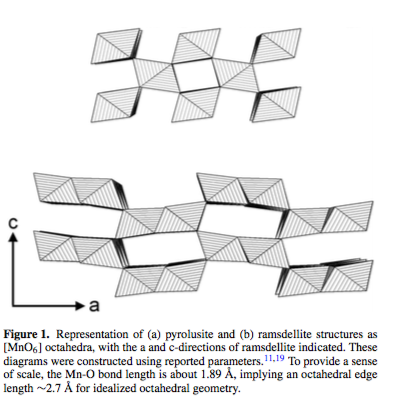 c
a
Figure 1. Representation of (a) pyrolusite and (b) ramsdellite structures as
[MnO6] octahedra, with the a and c-directions of ramsdellite indicated. These
diagrams were constructed using reported parameters.11,19 To provide a sense
of scale, the Mn-O bond length is about 1.89 Å, implying an octahedral edge
length ~2.7 Å for idealized octahedral geometry.